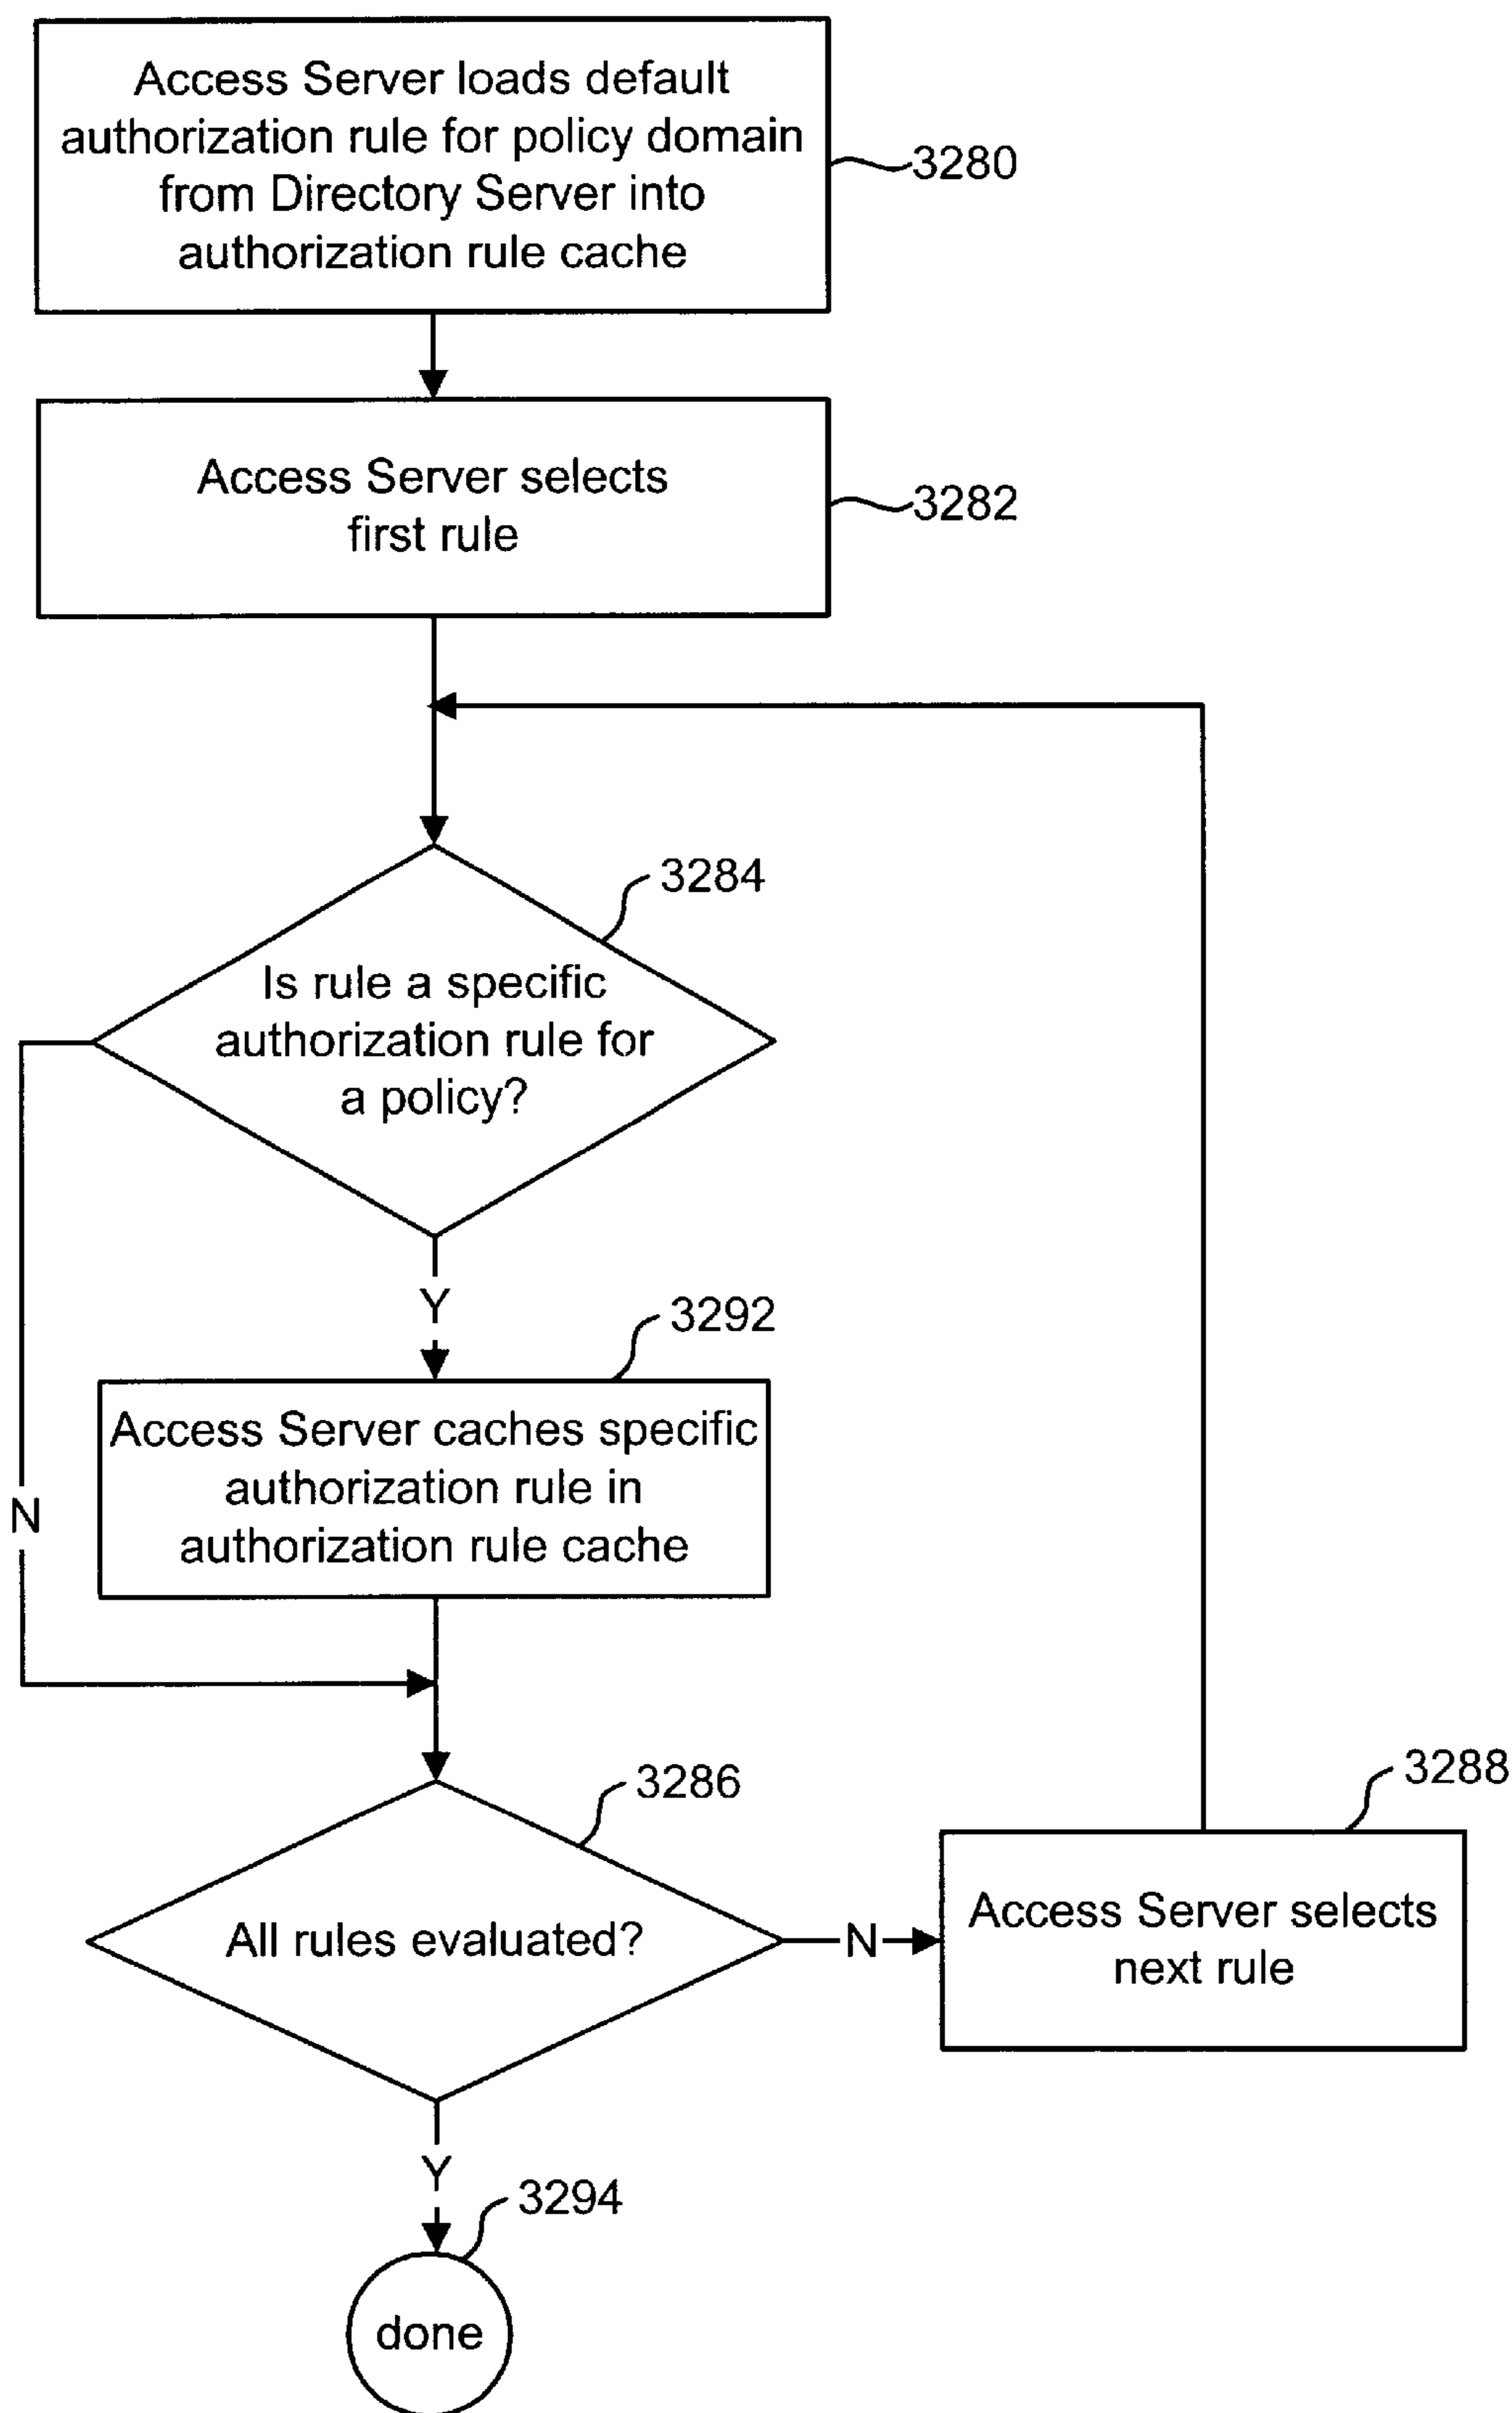 Access Server loads default
authorization rule for policy domain
from Directory Server into
authorization rule cache
3280
Access Server selects
first rule
3282
3284
Is rule a specific
authorization rule for
a policy?
Y
3292
Access Server caches specific
authorization rule in
authorization rule cache
N
3286
All rules evaluated?
N
3288
Access Server selects
next rule
Y
3294
done